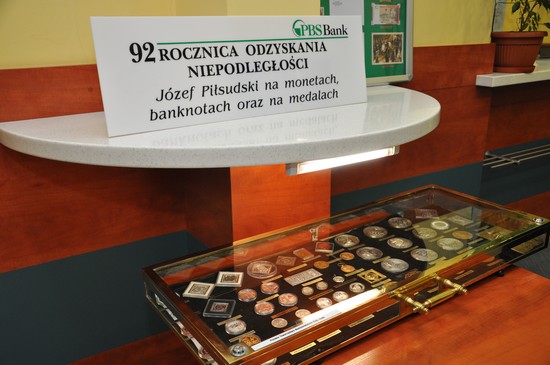 PBS Bank
92 ROCZNICA ODZYSKANIA
NIEPODLEGŁOŚCI
Józef Piłsudski na monetach,
banknotach oraz na medalach